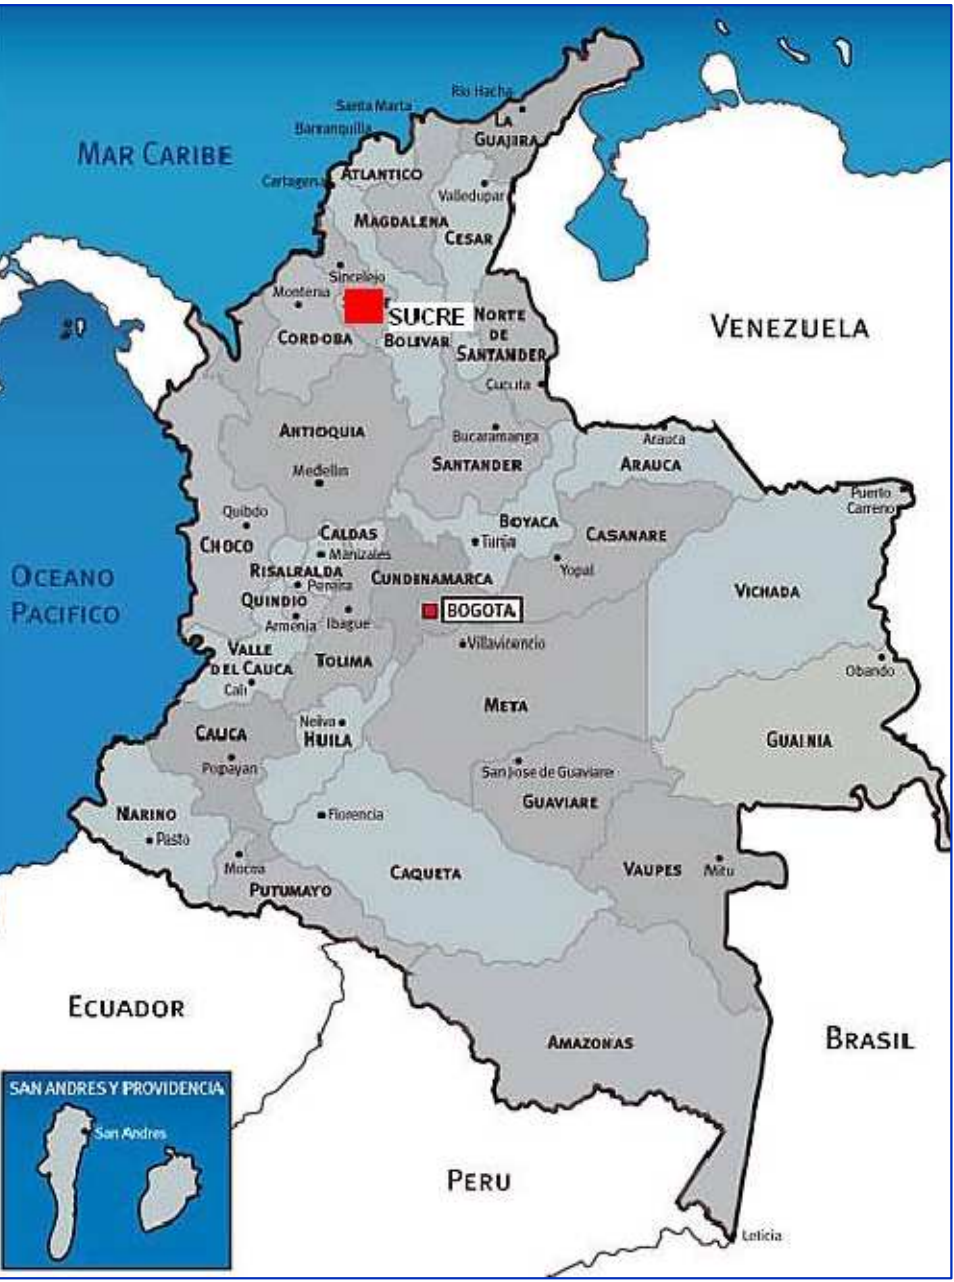 Rio Hacha
Santa Marta
LA
GUAJIRA
Barranquilla
MAR CARIBE
ATLANTICO
Cartagena
Valledupar
MAGDALENA
CESAR
Sincelejo
Monteria
SUCRE
NORTE
DE
SANTANDER
CORDOBA
BOLIVAR
VENEZUELA
Cucuta
ANTIOQUIA
Bucaramanga
Arauca
SANTANDER
ARAUCA
Medellin
Puerto
Carreno
Quibdo
BOYACA
CALDAS
CASANARE
CHOCO
Tunja
Manizales
RISALRALDA
Yopal
OCEANO
PACIFICO
CUNDINAMARCA
Pereira
VICHADA
QUINDIO
BOGOTA
Armenia
Ibague
VALLE
DEL CAUCA
Villavicencio
TOLIMA
Obando
Cali
META
Neiva
HUILA
CAUCA
GUAINIA
Popayan
San Jose de Guaviare
GUAVIARE
NARINO
Florencia
Pasto
Mocoa
CAQUETA
VAUPES
Mitu
PUTUMAYO
ECUADOR
BRASIL
AMAZONAS
SAN ANDRES Y PROVIDENCIA
San Andres
PERU
Leticia